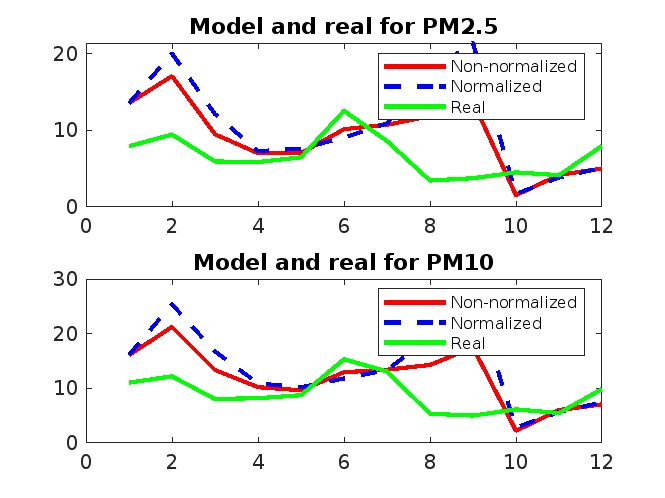 Model and real for PM2.5
20
10
0
Non-normalized
Normalized
Real
0 2 4 6 8 10 12
Model and real for PM10
30
20
10
0
Non-normalized
Normalized
Real
0 2 4 6 8 10 12